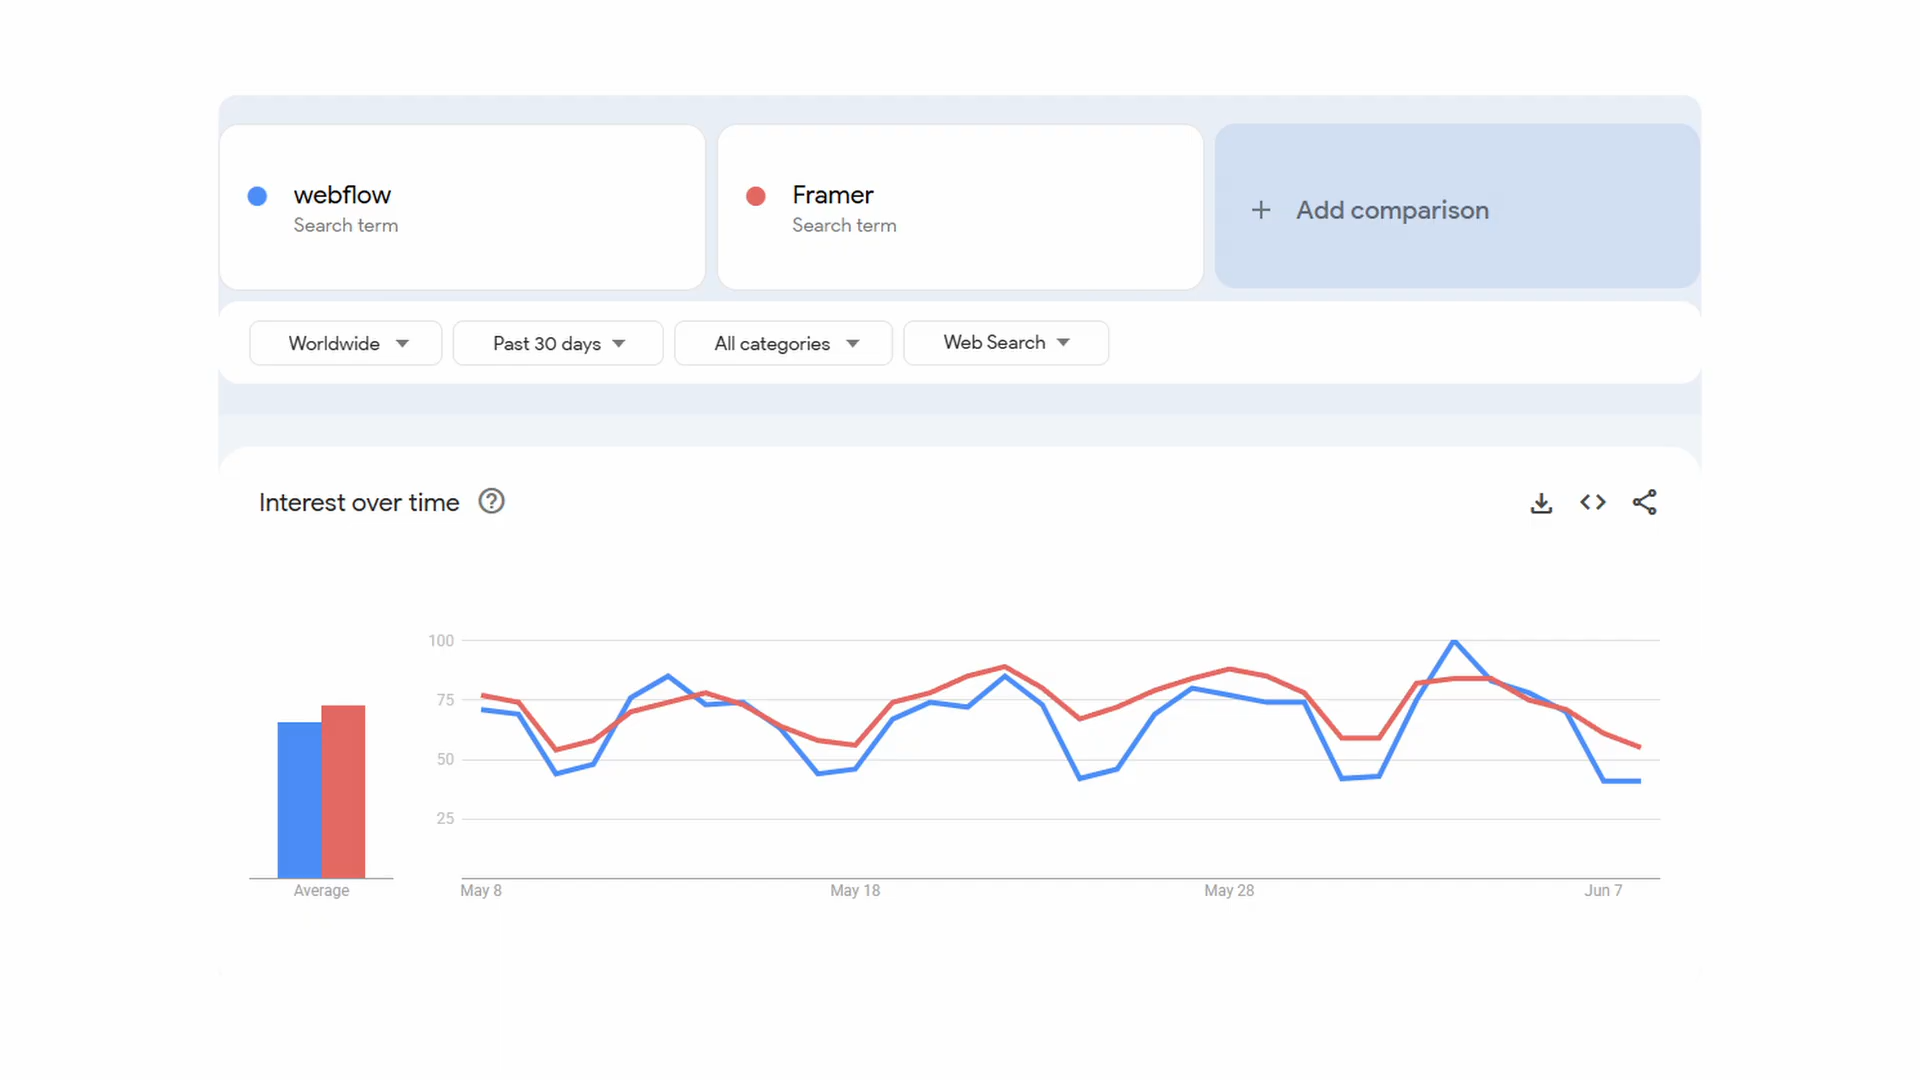 webflow
Search term
Framer
Search term
+ Add comparison
Worldwide
Past 30 days
All categories
Web Search
Interest over time ?
100
75
50
25
Average
May 8
May 18
May 28
Jun 7